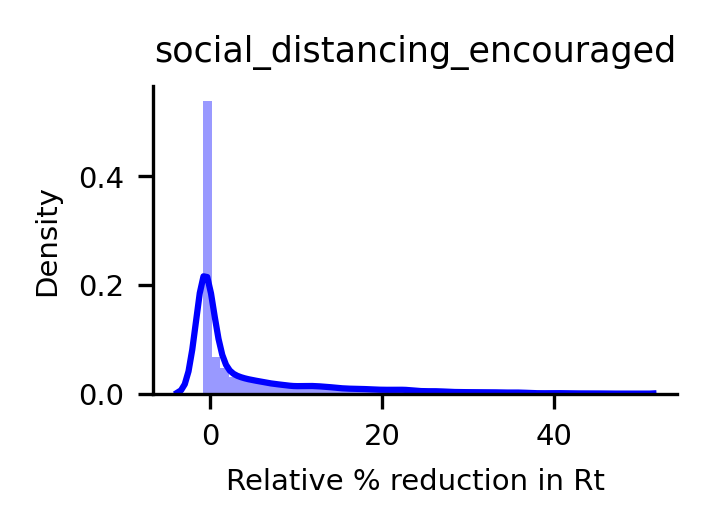 social_distancing_encouraged
Density
0.4
0.2
0.0
0
20
40
Relative % reduction in Rt